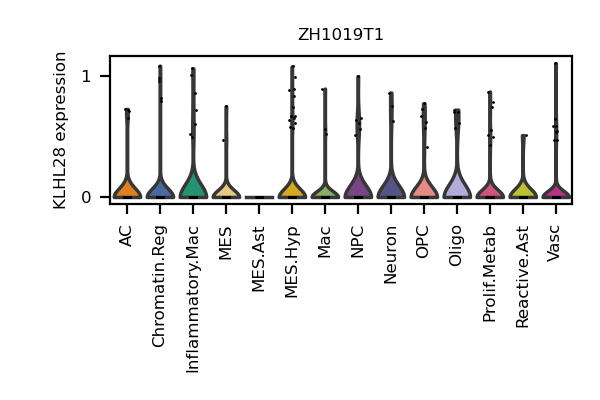 ZH1019T1
KLHL28 expression
1
0
AC
Chromatin.Reg
Inflammatory.Mac
MES
MES.Ast
MES.Hyp
Mac
NPC
Neuron
OPC
Oligo
Prolif.Metab
Reactive.Ast
Vasc